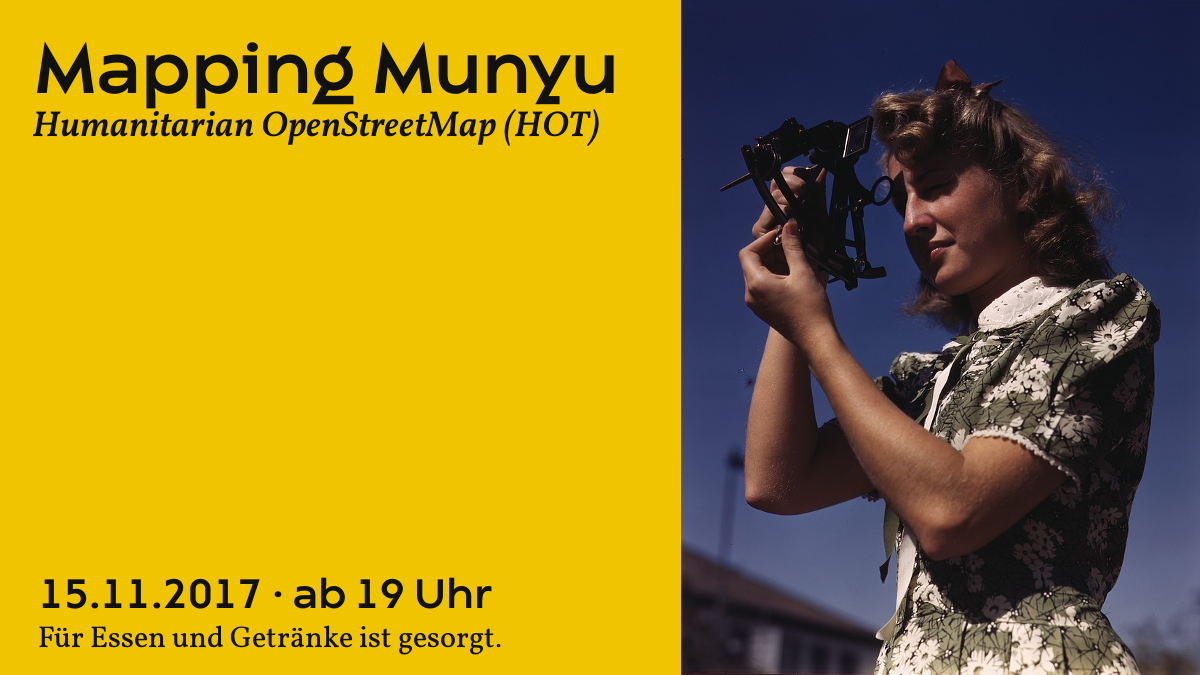 Mapping Munyu
Humanitarian OpenStreetMap (HOT)
15.11.2017 · ab 19 Uhr
Für Essen und Getränke ist gesorgt.